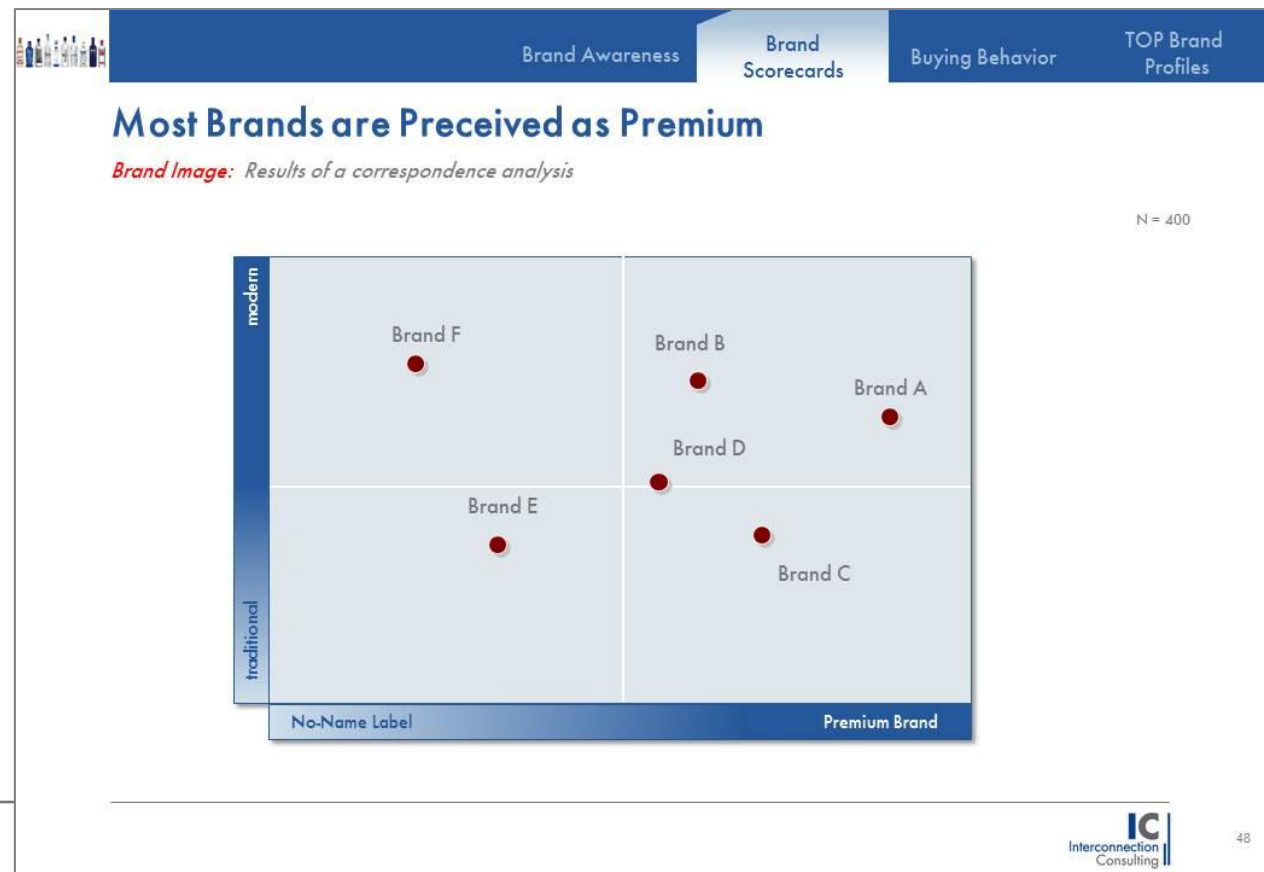 Brand Awareness
Brand
Scorecards
Buying Behavior
TOP Brand
Profiles
Most Brands are Preceived as Premium
Brand Image: Results of a correspondence analysis
N = 400
modern
traditional
Brand F
Brand B
Brand A
Brand D
Brand E
Brand C
No-Name Label
Premium Brand
IC
Interconnection
Consulting
48